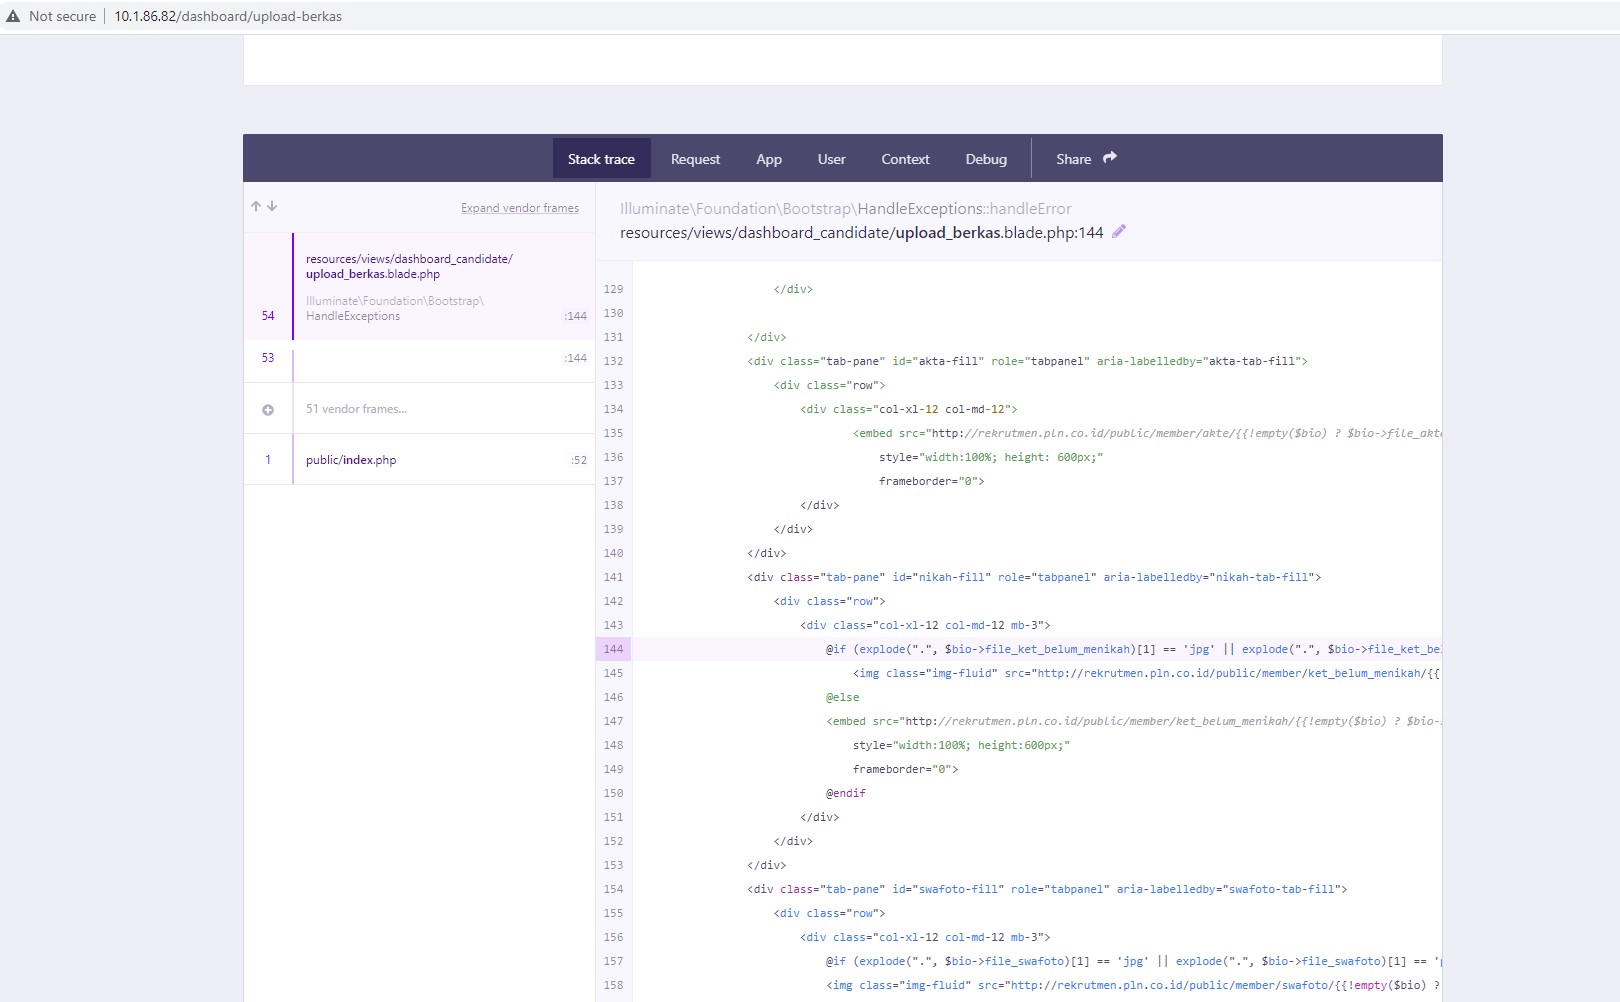 Not secure 10.1.86.82/dashboard/upload-berkas
Stack trace Request App User Context Debug Share
Expand vendor frames
resources/views/dashboard_candidate/
upload_berkas.blade.php
Illuminate\Foundation\Bootstrap\
54 HandleExceptions :144
53 :144
51 vendor frames...
1 public/index.php :52
Illuminate\Foundation\Bootstrap\HandleExceptions::handleError
resources/views/dashboard_candidate/upload_berkas.blade.php:144
129 </div>
130
131 </div>
132 <div class="tab-pane" id="akta-fill" role="tabpanel" aria-labelledby="akta-tab-fill">
133 <div class="row">
134 <div class="col-xl-12 col-md-12">
135 <embed src="http://rekrutmen.pln.co.id/public/member/akte/{{!empty($bio) ? $bio->file_akt
136 style="width:100%; height: 600px;"
137 frameborder="0">
138 </div>
139 </div>
140 </div>
141 <div class="tab-pane" id="nikah-fill" role="tabpanel" aria-labelledby="nikah-tab-fill">
142 <div class="row">
143 <div class="col-xl-12 col-md-12 mb-3">
144 @if (explode(".", $bio->file_ket_belum_menikah)[1] == 'jpg' || explode(".", $bio->file_ket_be
145 <img class="img-fluid" src="http://rekrutmen.pln.co.id/public/member/ket_belum_menikah/{{
146 @else
147 <embed src="http://rekrutmen.pln.co.id/public/member/ket_belum_menikah/{{!empty($bio) ? $bio-
148 style="width:100%; height:600px;"
149 frameborder="0">
150 @endif
151 </div>
152 </div>
153 </div>
154 <div class="tab-pane" id="swafoto-fill" role="tabpanel" aria-labelledby="swafoto-tab-fill">
155 <div class="row">
156 <div class="col-xl-12 col-md-12 mb-3">
157 @if (explode(".", $bio->file_swafoto)[1] == 'jpg' || explode(".", $bio->file_swafoto)[1] == '
158 <img class="img-fluid" src="http://rekrutmen.pln.co.id/public/member/swafoto/{{!empty($bio) ?